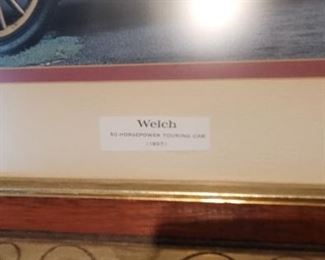 Welch
50-HORSEPOWER TOURING CAR
(1907)